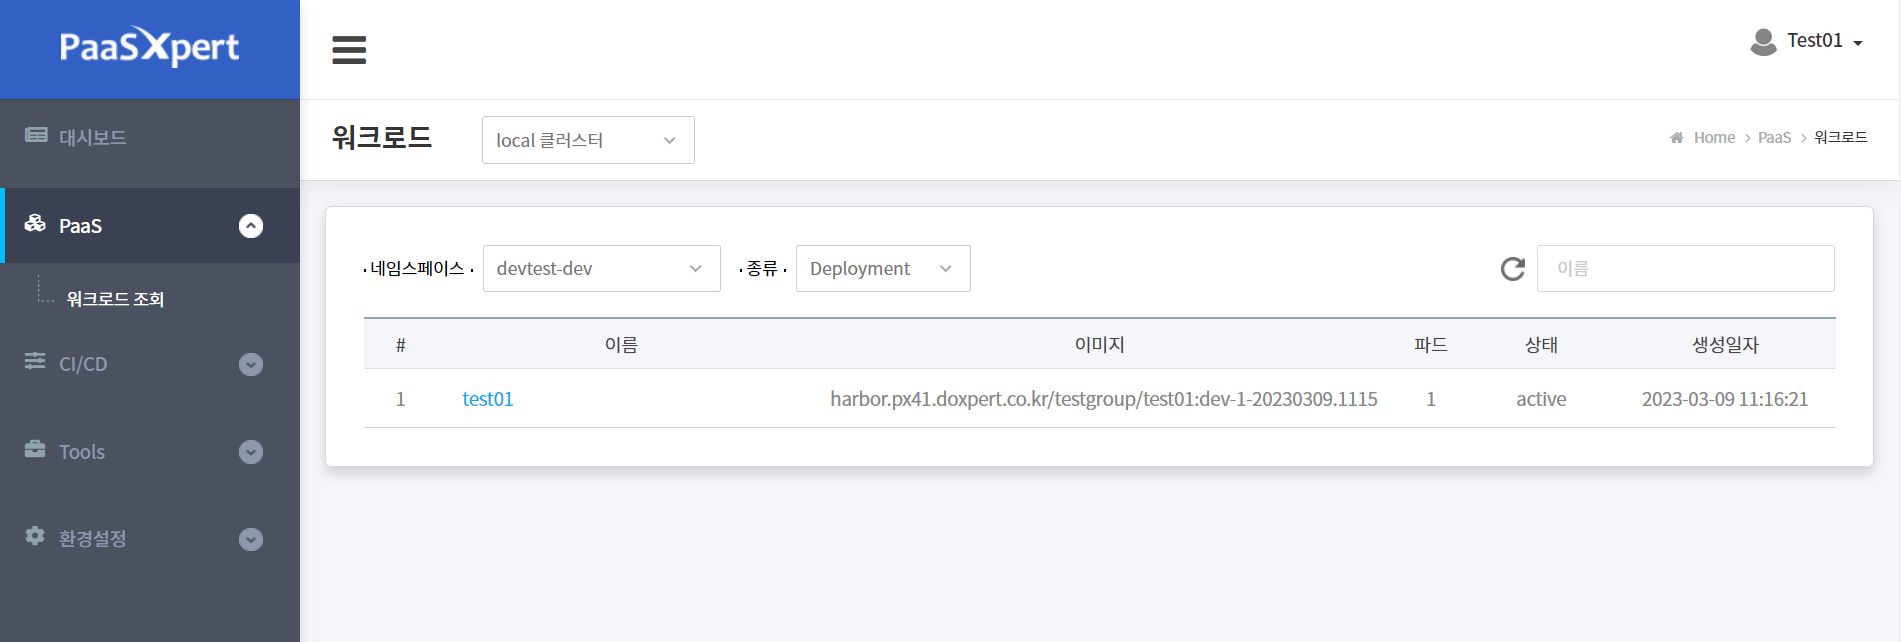 PaaSXpert
Test01
대시보드
PaaS
워크로드 조회
CI/CD
Tools
환경설정
워크로드
local 클러스터
Home > PaaS > 워크로드
네임스페이스
devtest-dev
종류
Deployment
이름
# 이름 이미지 파드 상태 생성일자
1 test01 harbor.px41.doxpert.co.kr/testgroup/test01:dev-1-20230309.1115 1 active 2023-03-09 11:16:21